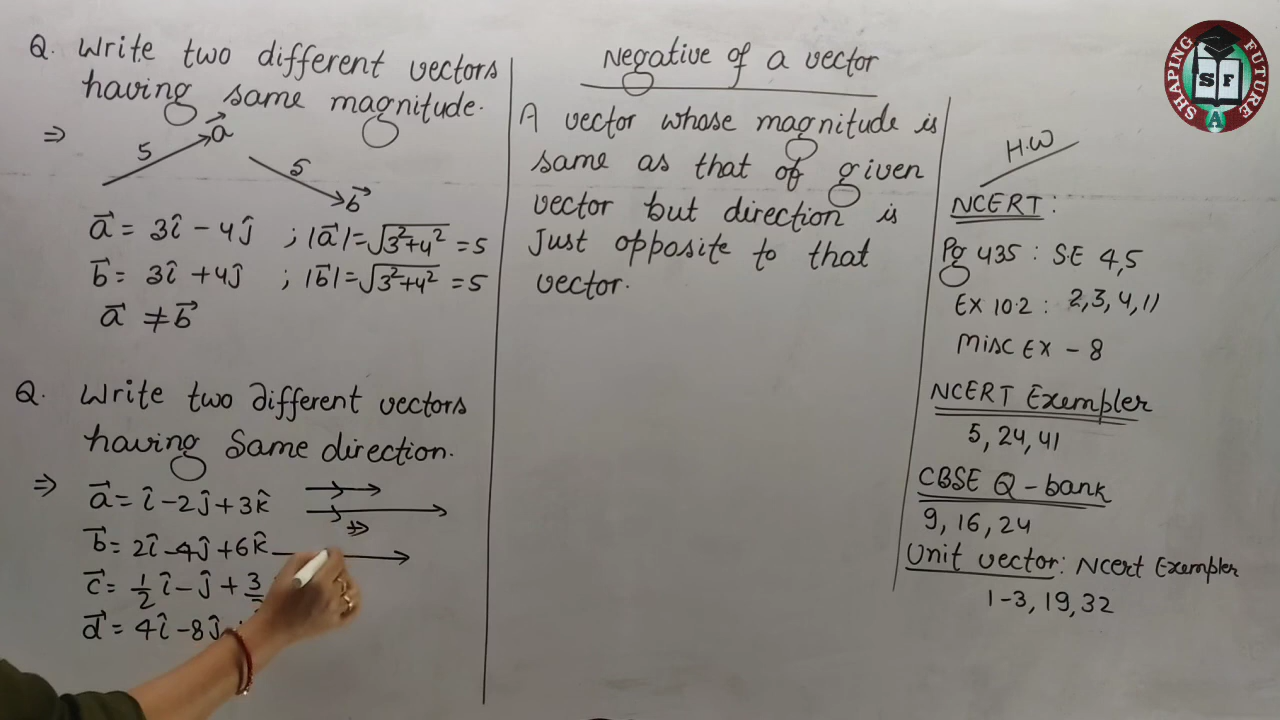 Q. Write two different vectors
having same magnitude.
⇒ 5 a⃗ 5 b⃗
a⃗ = 3î - 4ĵ ; |a⃗| = √3²+4² = 5
b⃗ = 3î + 4ĵ ; |b⃗| = √3²+4² = 5
a⃗ ≠ b⃗
Q. Write two different vectors
having Same direction.
⇒ a⃗ = î - 2ĵ + 3k̂
b⃗ = 2î - 4ĵ + 6k̂
c⃗ = 1/2 î - ĵ + 3/
d⃗ = 4î - 8ĵ
Negative of a vector
A vector whose magnitude is
same as that of given
vector but direction is
Just opposite to that
vector.
H.W
NCERT:
Pg 435 : S.E 4,5
Ex 10.2 : 2,3,4,11
Misc Ex - 8
NCERT Exempler
5, 24, 41
CBSE Q-bank
9, 16, 24
Unit vector: Ncert Exempler
1-3, 19, 32
SHAPING FUTURE
S F
A